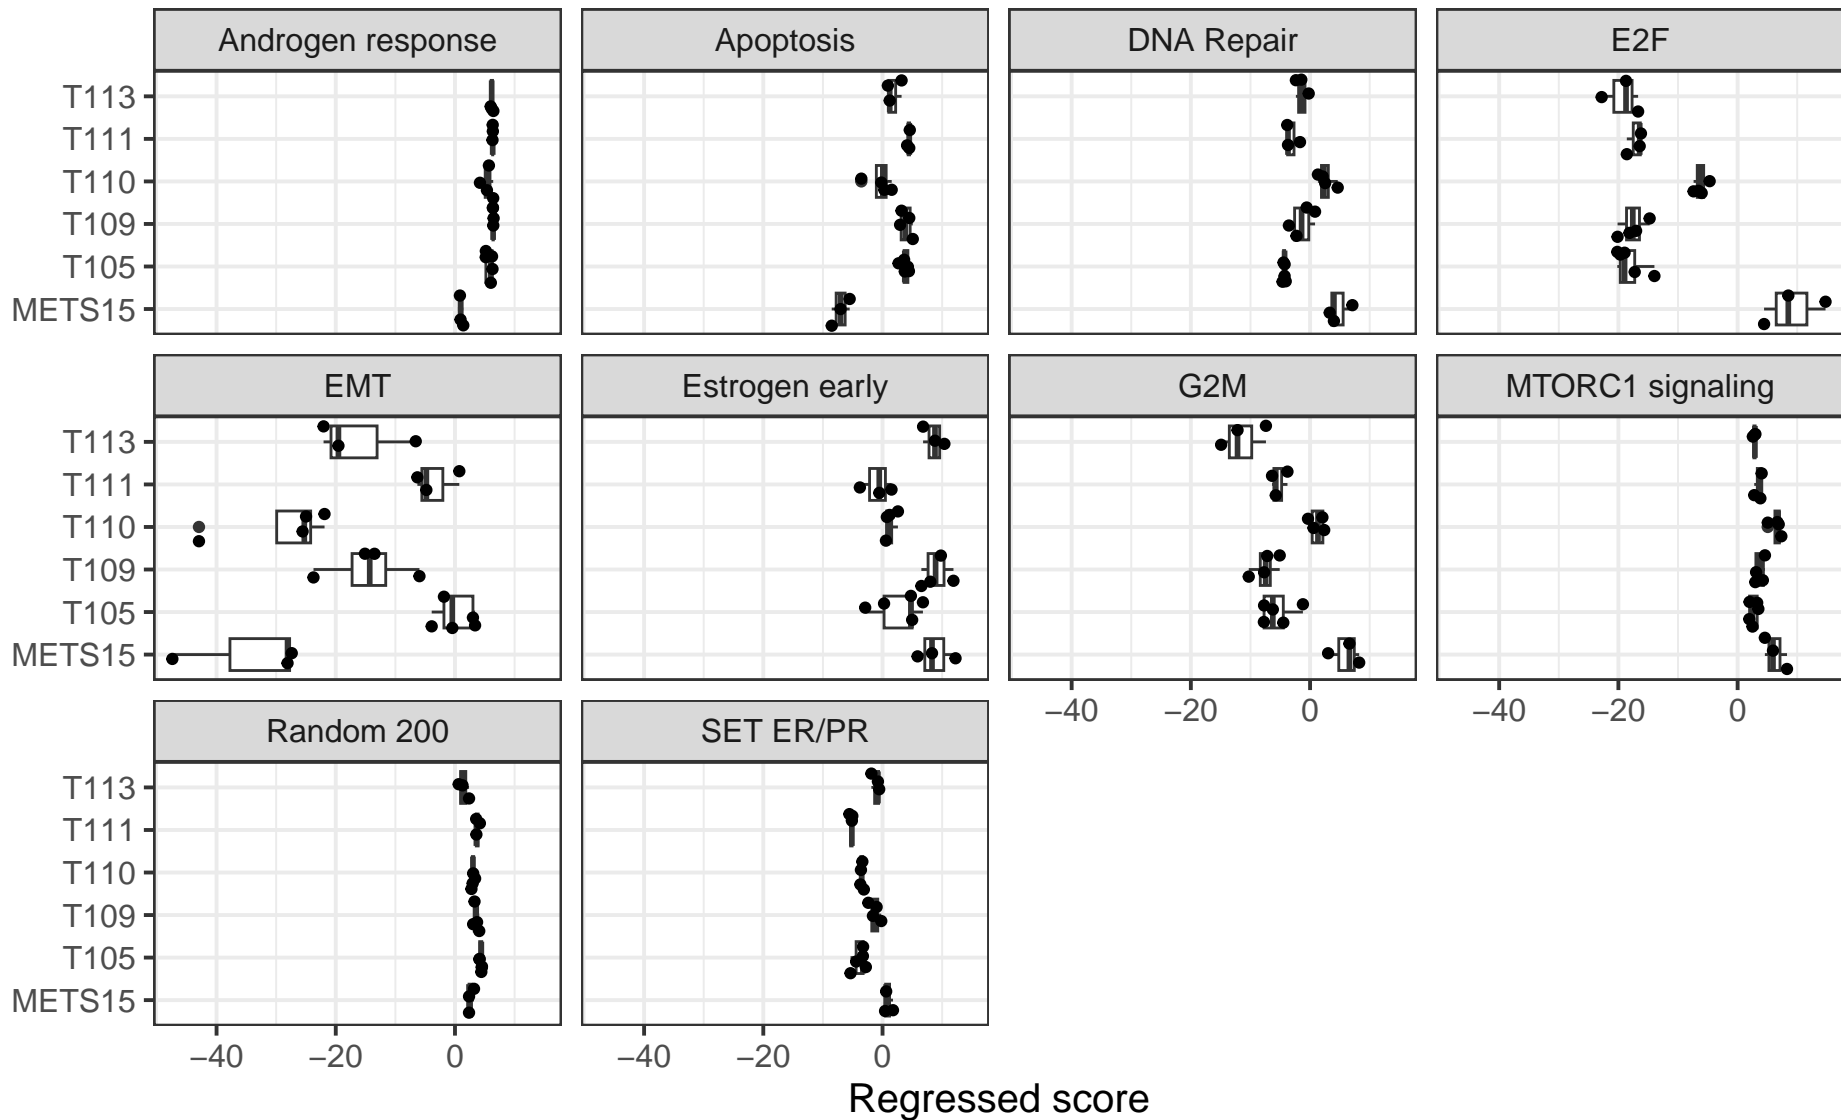 Androgen response
Apoptosis
DNA Repair
E2F
T113
T111
T110
T109
T105
METS15
EMT
Estrogen early
G2M
MTORC1 signaling
T113
T111
T110
T109
T105
METS15
−40 −20 0
−40 −20 0
Random 200
SET ER/PR
T113
T111
T110
T109
T105
METS15
−40 −20 0
−40 −20 0
Regressed score